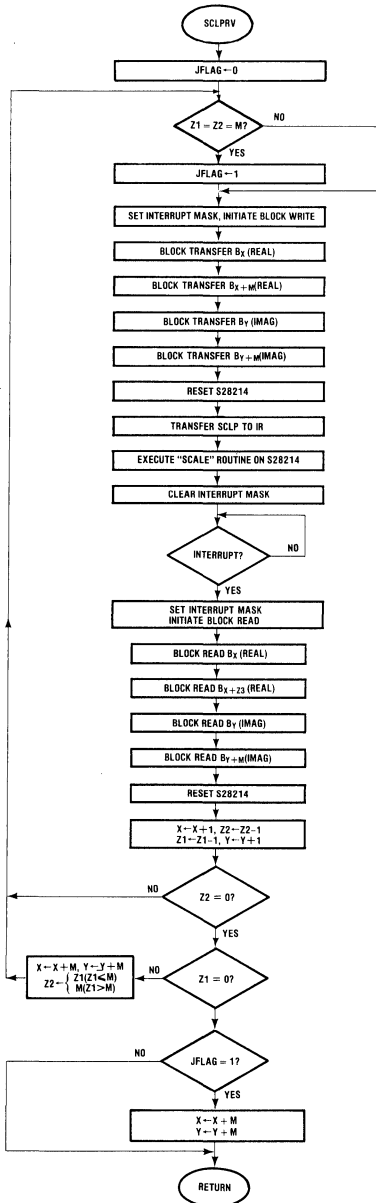 SCLPRV
JFLAG←0
Z1 = Z2 = M?
NO
YES
JFLAG←1
SET INTERRUPT MASK, INITIATE BLOCK WRITE
BLOCK TRANSFER BX (REAL)
BLOCK TRANSFER BX+M(REAL)
BLOCK TRANSFER BY (IMAG)
BLOCK TRANSFER BY+M(IMAG)
RESET S28214
TRANSFER SCLP TO IR
EXECUTE "SCALE" ROUTINE ON S28214
CLEAR INTERRUPT MASK
INTERRUPT?
NO
YES
SET INTERRUPT MASK
INITIATE BLOCK READ
BLOCK READ BX (REAL)
BLOCK READ BX+Z3 (REAL)
BLOCK READ BY (IMAG)
BLOCK READ BY+M(IMAG)
RESET S28214
X←X+1, Z2←Z2-1
Z1←Z1-1, Y←Y+1
NO
Z2 = 0?
YES
X←X+M, Y←Y+M
Z2←{ Z1(Z1≤M)
M(Z1>M)
NO
Z1 = 0?
NO
JFLAG = 1?
YES
X←X + M
Y←Y + M
RETURN